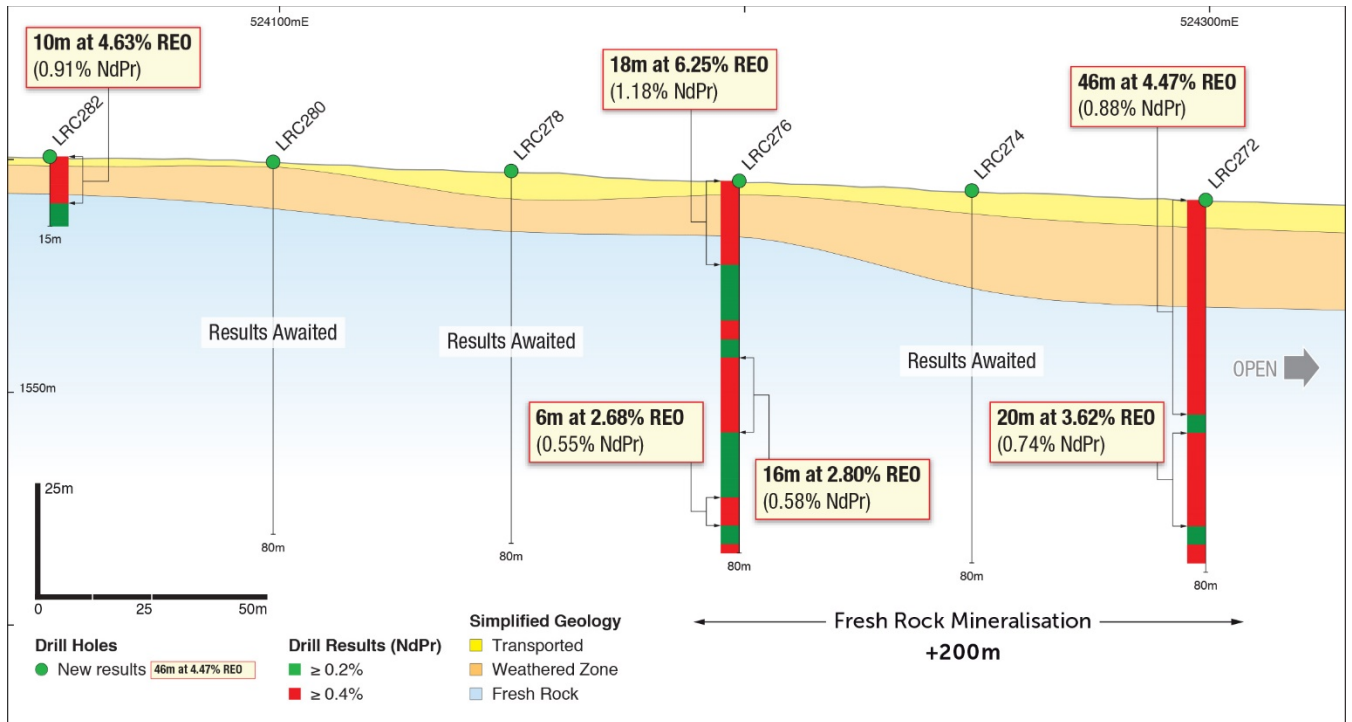 524100mE
524300mE
10m at 4.63% REO
(0.91% NdPr)
18m at 6.25% REO
(1.18% NdPr)
46m at 4.47% REO
(0.88% NdPr)
LRC282
LRC280
LRC278
LRC276
LRC274
LRC272
15m
Results Awaited
Results Awaited
Results Awaited
1550m
OPEN
6m at 2.68% REO
(0.55% NdPr)
16m at 2.80% REO
(0.58% NdPr)
20m at 3.62% REO
(0.74% NdPr)
25m
0
25
50m
80m
80m
80m
80m
80m
Fresh Rock Mineralisation
+200m
Drill Holes
New results 46m at 4.47% REO
Drill Results (NdPr)
≥ 0.2%
≥ 0.4%
Simplified Geology
Transported
Weathered Zone
Fresh Rock